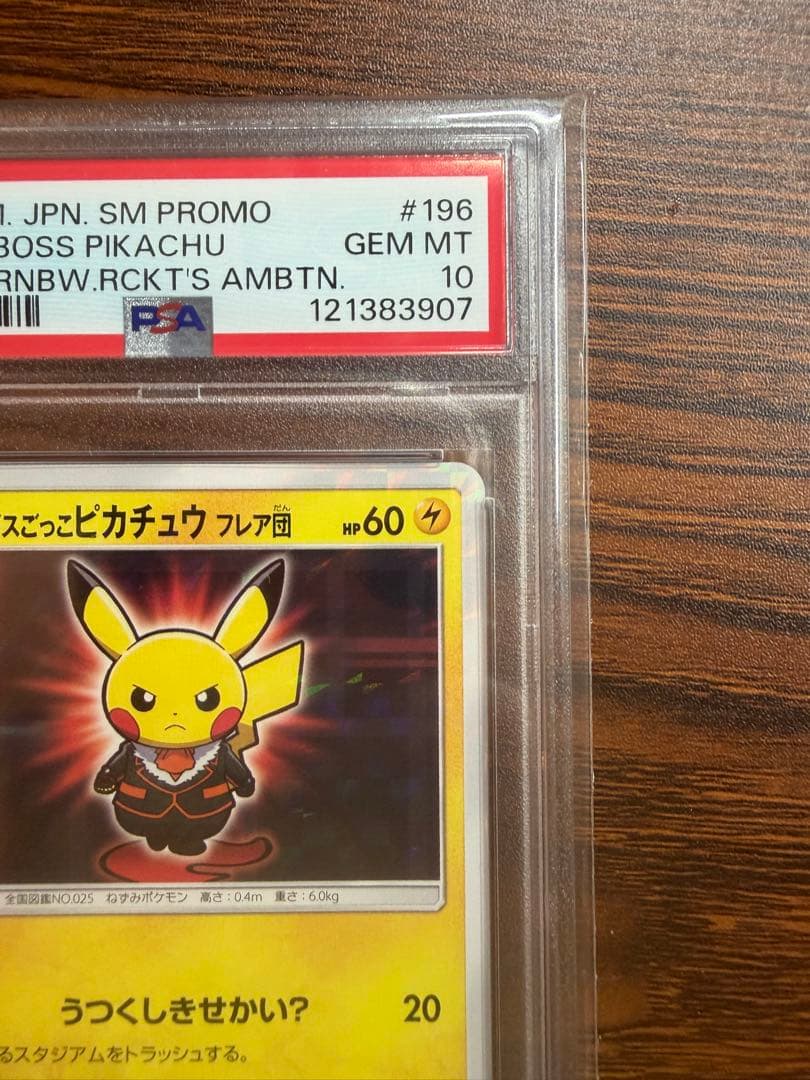 . JPN. SM PROMO #196
BOSS PIKACHU GEM MT
RNBW.RCKT'S AMBTN. 10
PSA 121383907
スごっこピカチュウ フレア団 HP60
だん
全国図鑑NO.025 ねずみポケモン 高さ:0.4m 重さ:6.0kg
うつくしきせかい? 20
るスタジアムをトラッシュする。